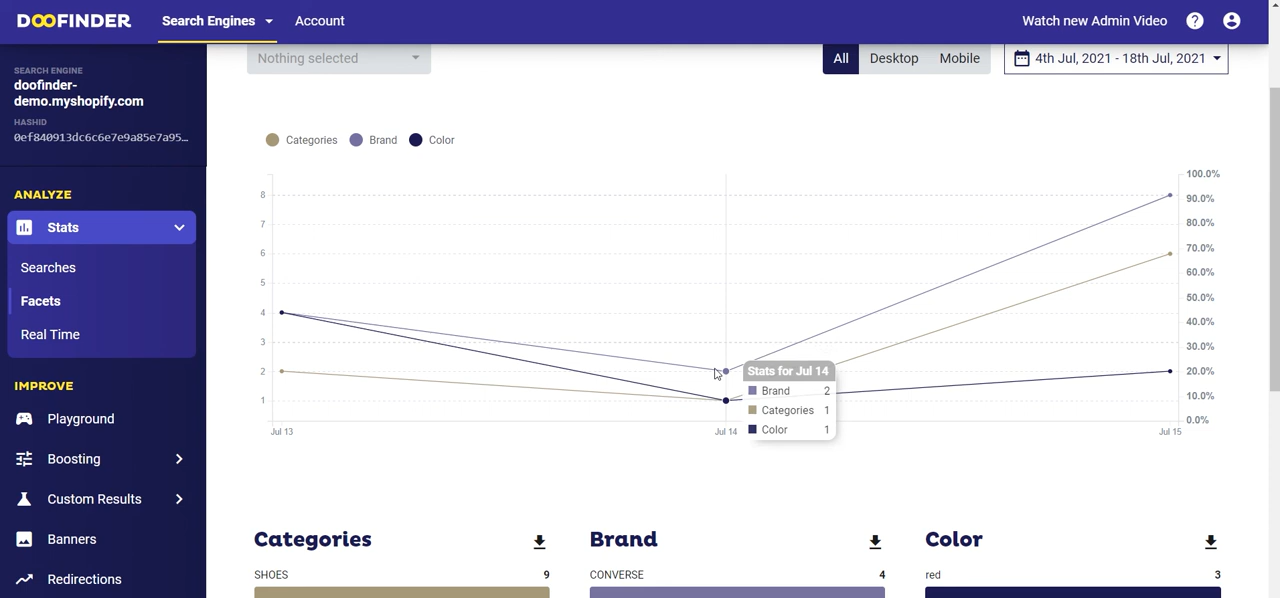 DOOFINDER
Search Engines
Account
Watch new Admin Video
?
SEARCH ENGINE
doofinder-
demo.myshopify.com
HASHID
0ef840913dc6c6e7e9a85e7a95...
ANALYZE
Stats
Searches
Facets
Real Time
IMPROVE
Playground
Boosting
Custom Results
Banners
Redirections
Nothing selected
All Desktop Mobile
4th Jul, 2021 - 18th Jul, 2021
Categories Brand Color
8
7
6
5
4
3
2
1
100.0%
90.0%
80.0%
70.0%
60.0%
50.0%
40.0%
30.0%
20.0%
10.0%
0.0%
Jul 13 Jul 14 Jul 15
Stats for Jul 14
Brand 2
Categories 1
Color 1
Categories
SHOES 9
Brand
CONVERSE 4
Color
red 3